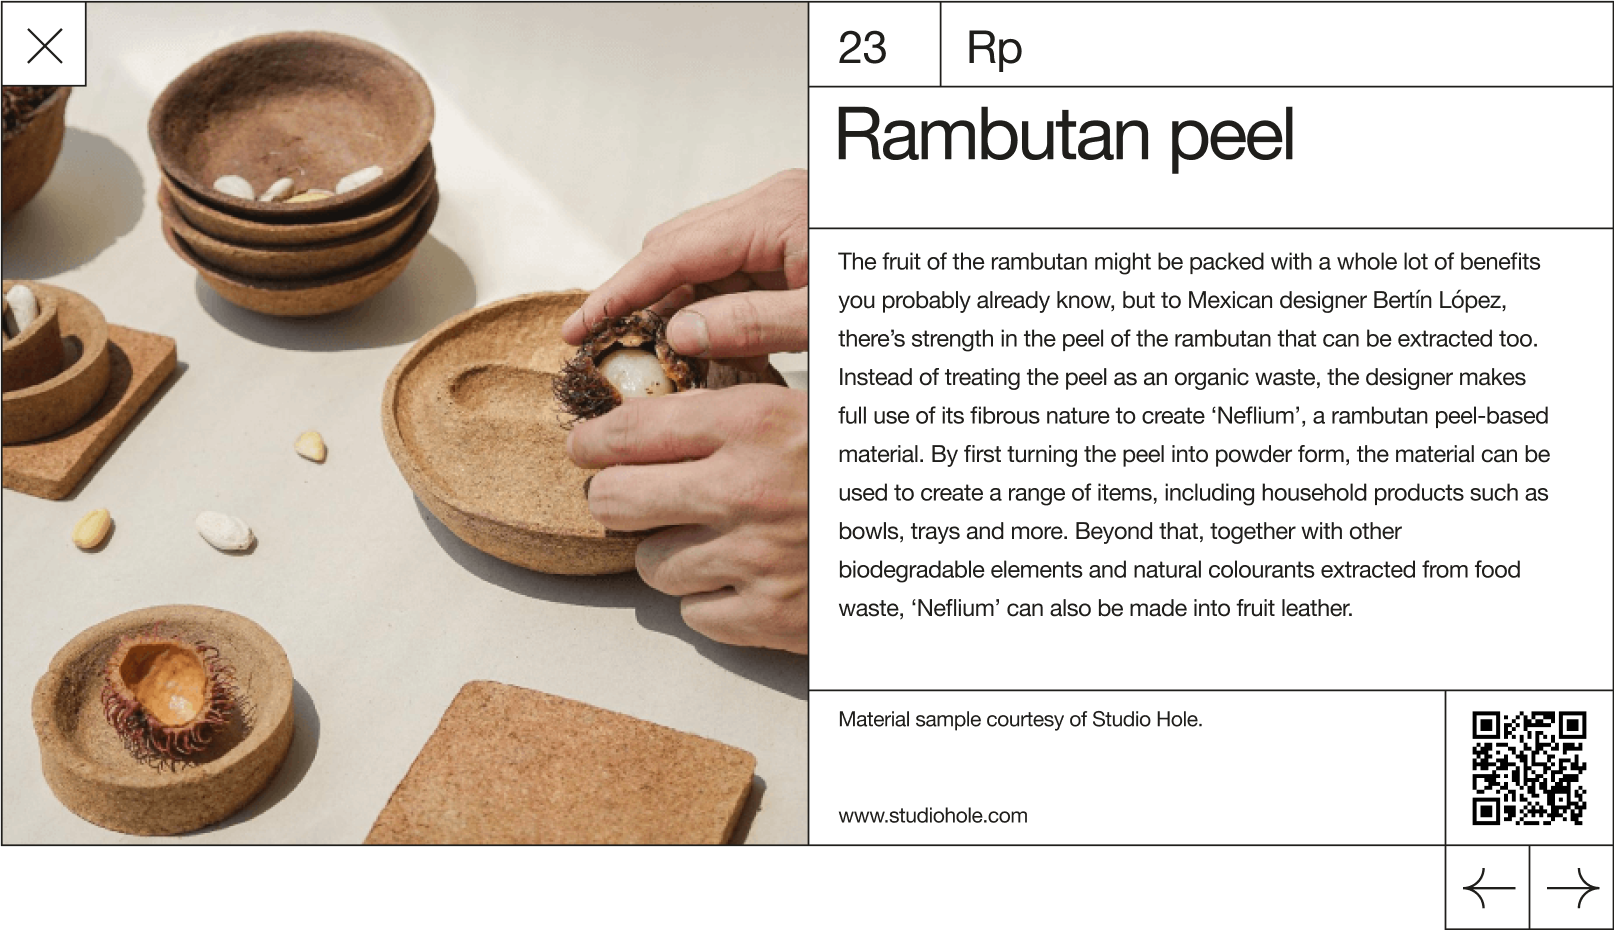 23
Rp
Rambutan peel
The fruit of the rambutan might be packed with a whole lot of benefits
you probably already know, but to Mexican designer Bertín López,
there’s strength in the peel of the rambutan that can be extracted too.
Instead of treating the peel as an organic waste, the designer makes
full use of its fibrous nature to create ‘Neflium’, a rambutan peel-based
material. By first turning the peel into powder form, the material can be
used to create a range of items, including household products such as
bowls, trays and more. Beyond that, together with other
biodegradable elements and natural colourants extracted from food
waste, ‘Neflium’ can also be made into fruit leather.
Material sample courtesy of Studio Hole.
www.studiohole.com